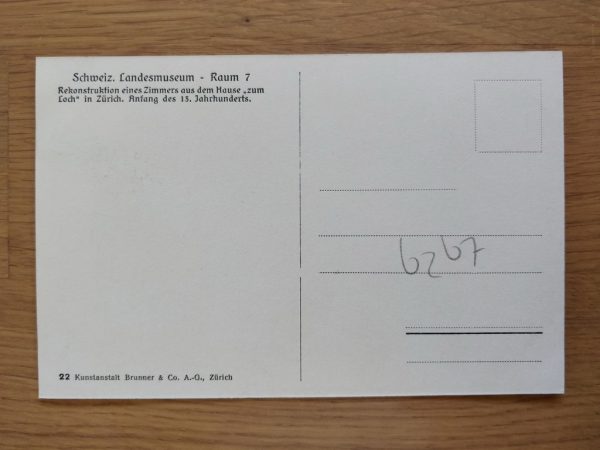 Schweiz. Landesmuseum - Raum 7
Rekonstruktion eines Zimmers aus dem Hause „zum
Loch" in Zürich. Anfang des 13. Jahrhunderts.
6267
22 Kunstanstalt Brunner & Co. A.-G., Zürich